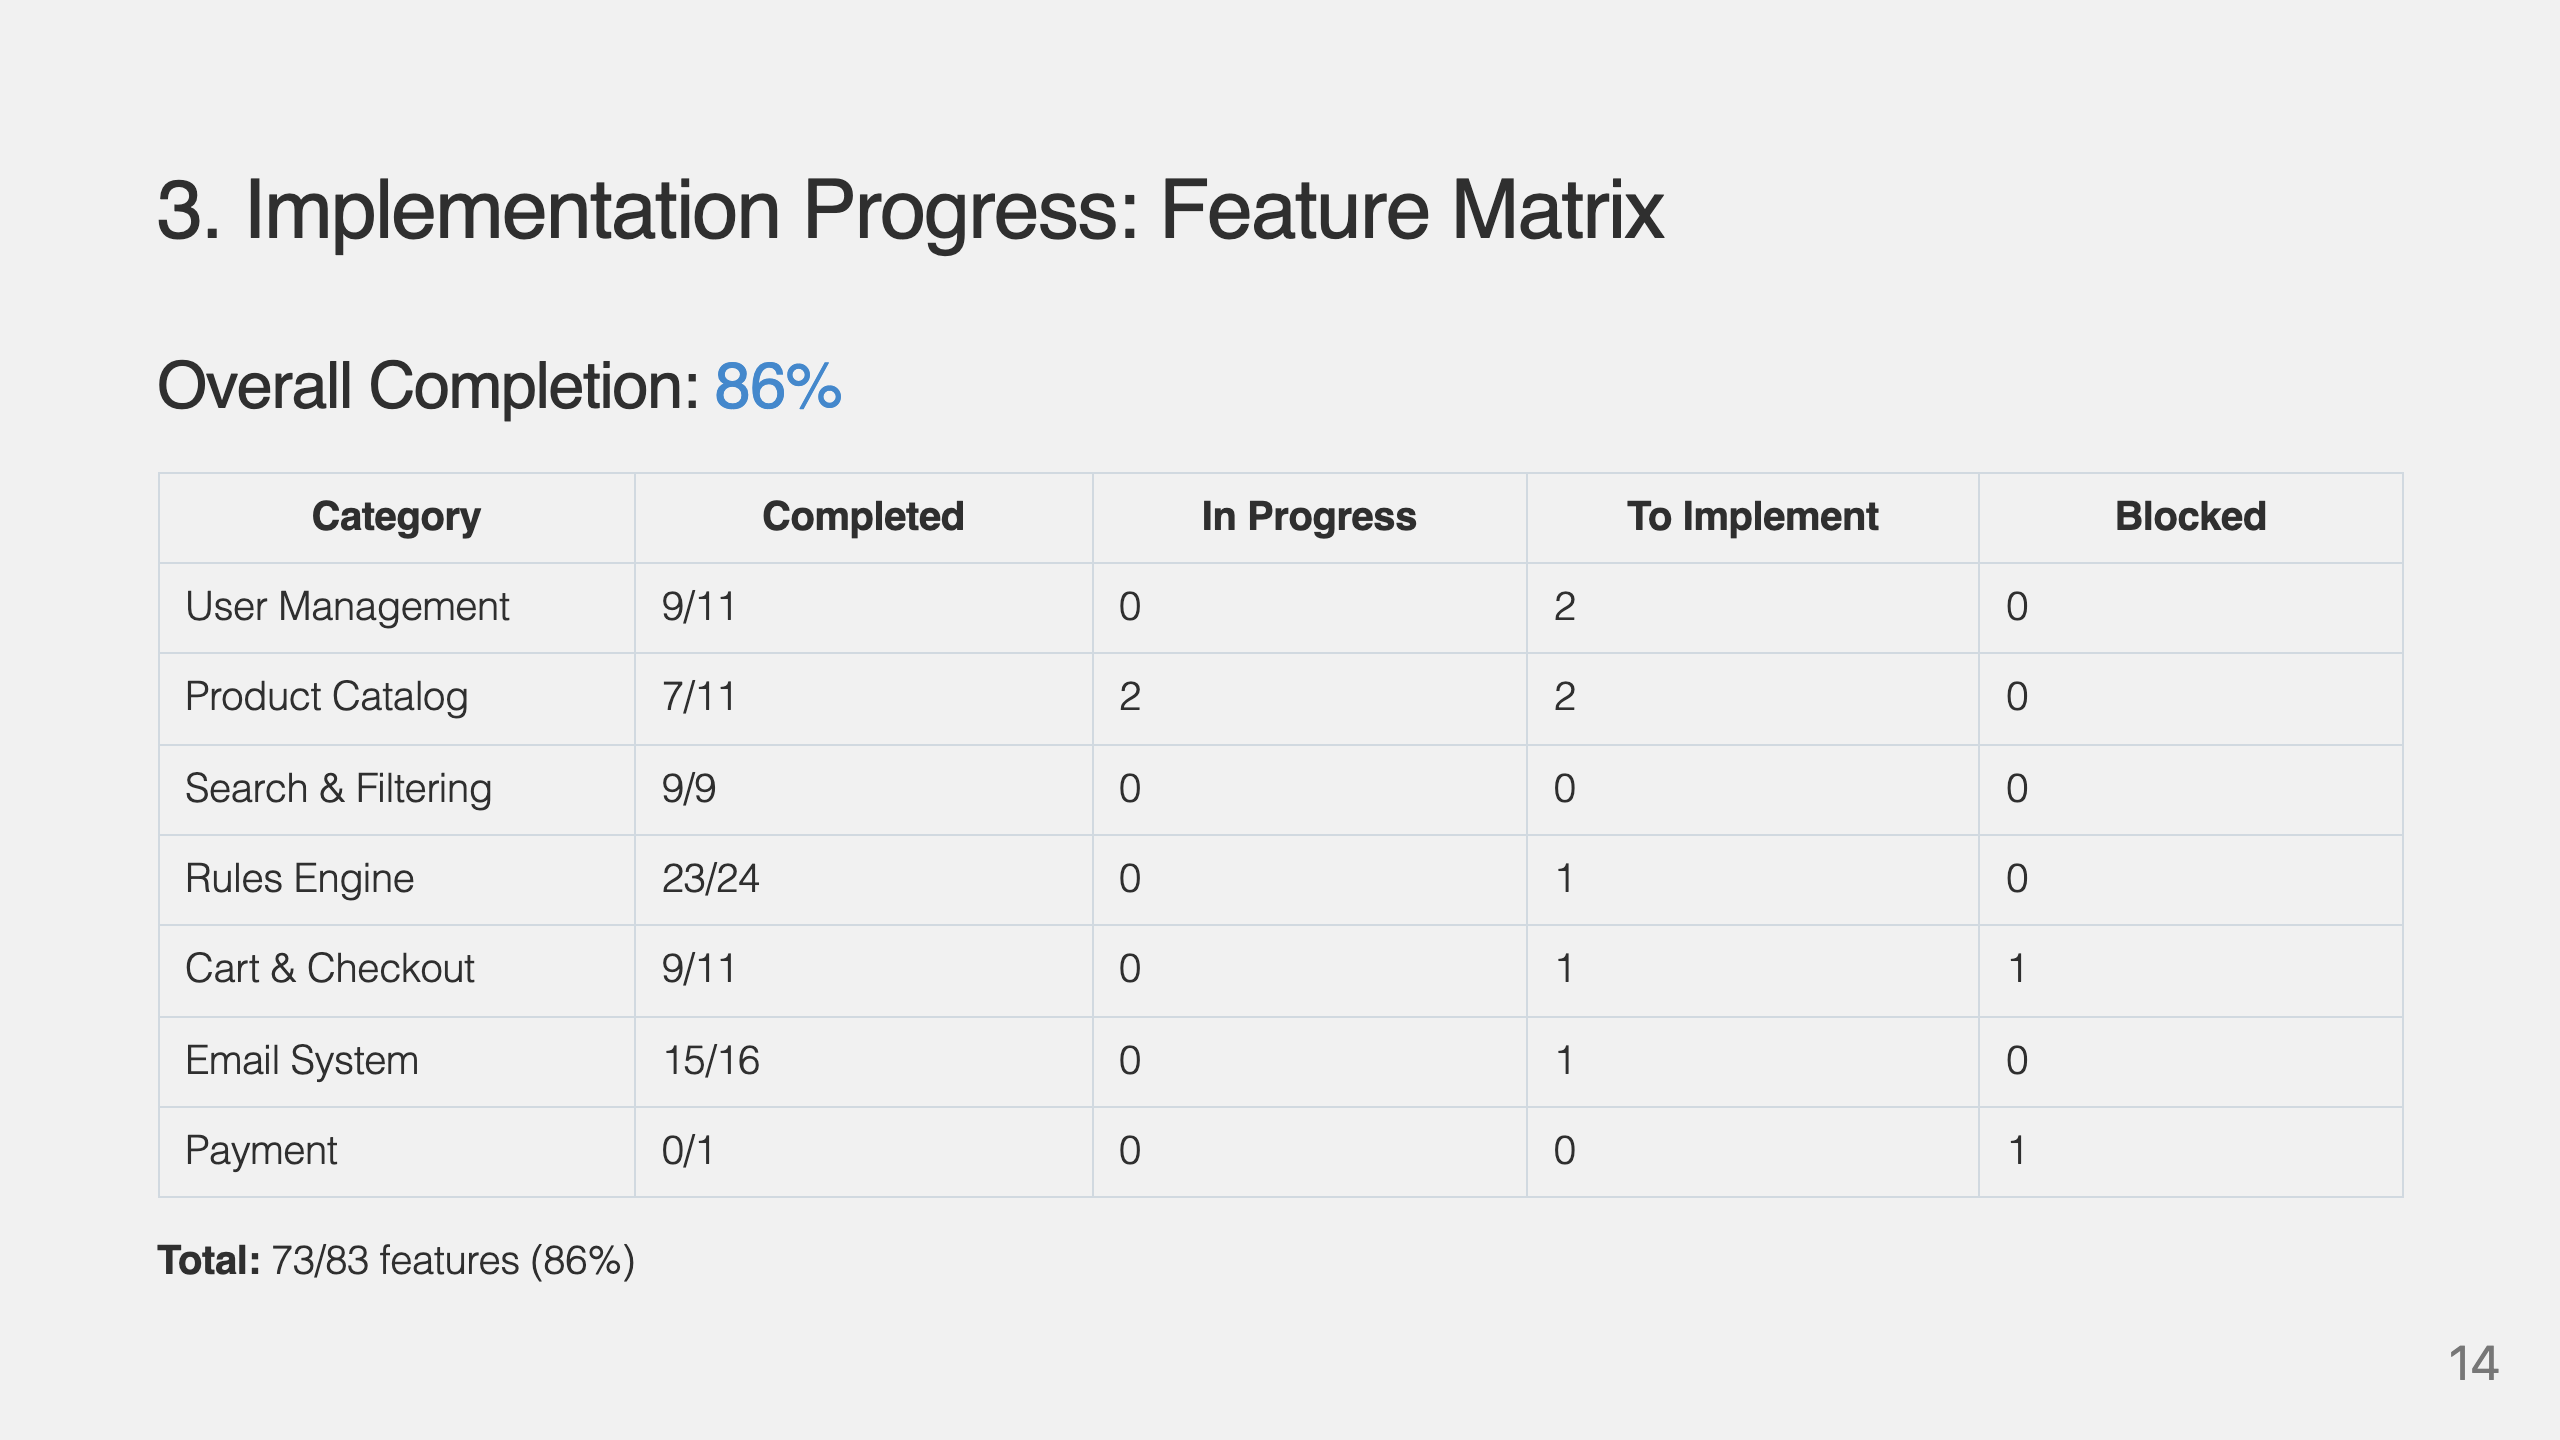 3. Implementation Progress: Feature Matrix
Overall Completion: 86%
Category Completed In Progress To Implement Blocked
User Management 9/11 0 2 0
Product Catalog 7/11 2 2 0
Search & Filtering 9/9 0 0 0
Rules Engine 23/24 0 1 0
Cart & Checkout 9/11 0 1 1
Email System 15/16 0 1 0
Payment 0/1 0 0 1
Total: 73/83 features (86%)
14